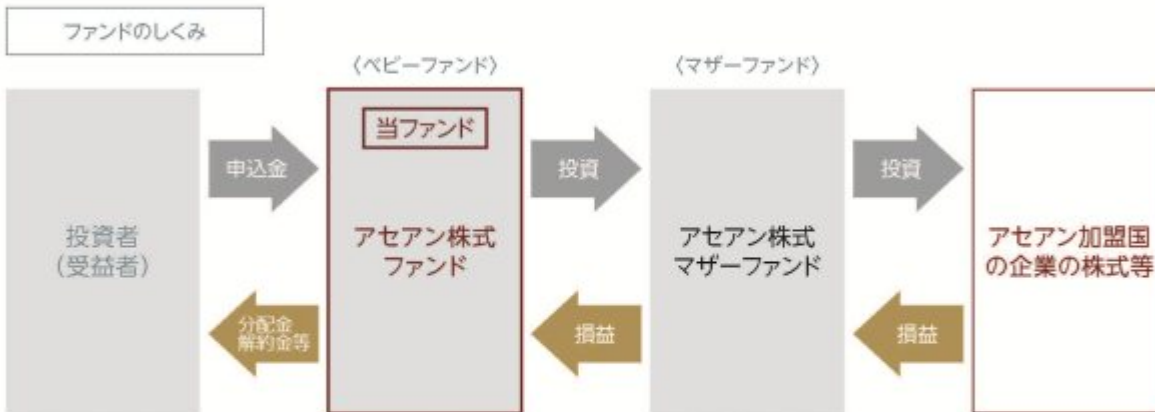 ファンドのしくみ
〈ベビーファンド〉
〈マザーファンド〉
投資者
（受益者）
申込金
分配金
解約金等
当ファンド
アセアン株式
ファンド
投資
損益
アセアン株式
マザーファンド
投資
損益
アセアン加盟国
の企業の株式等